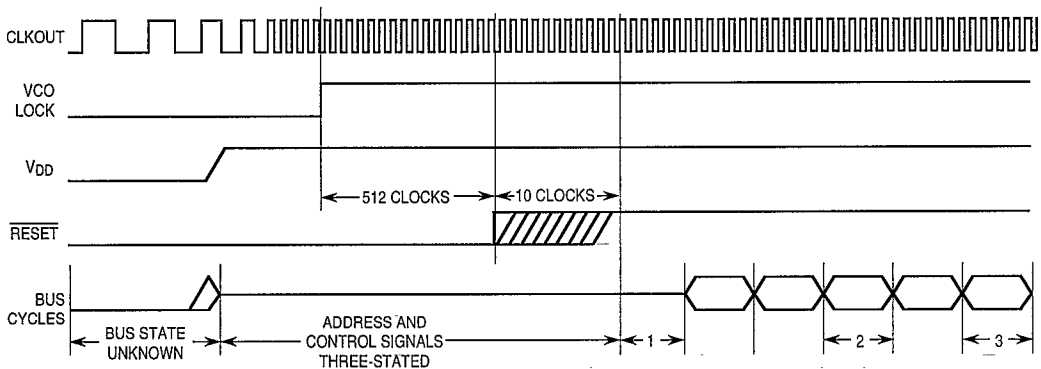 CLKOUT
VCO
LOCK
VDD
512 CLOCKS
10 CLOCKS
RESET
BUS
CYCLES
BUS STATE
UNKNOWN
ADDRESS AND
CONTROL SIGNALS
THREE-STATED
1
2
3